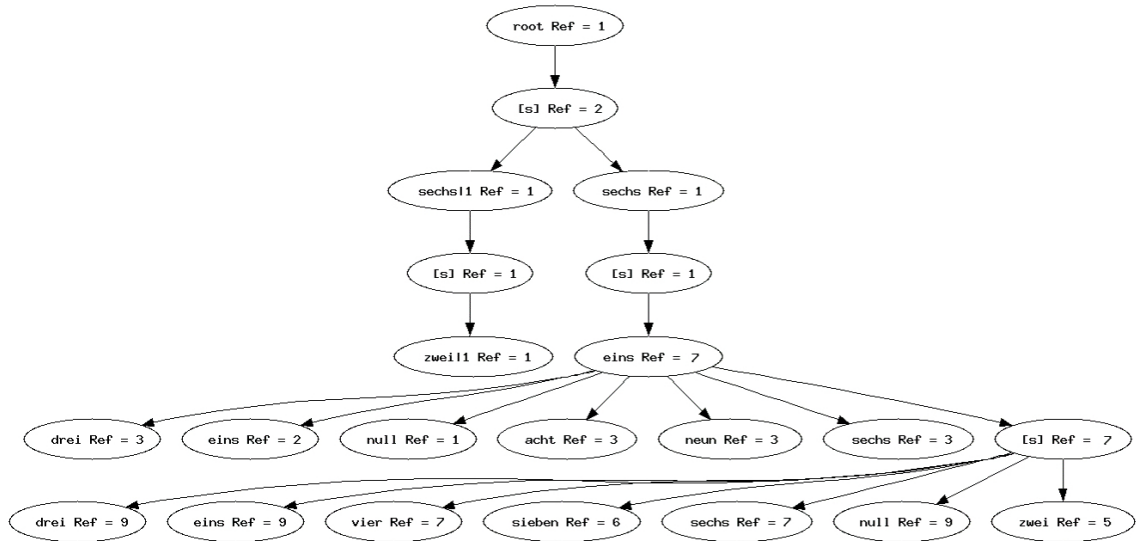 root Ref = 1
[s] Ref = 2
sechs|1 Ref = 1
sechs Ref = 1
[s] Ref = 1
[s] Ref = 1
zwei|1 Ref = 1
eins Ref = 7
drei Ref = 3
eins Ref = 2
null Ref = 1
acht Ref = 3
neun Ref = 3
sechs Ref = 3
[s] Ref = 7
drei Ref = 9
eins Ref = 9
vier Ref = 7
sieben Ref = 6
sechs Ref = 7
null Ref = 9
zwei Ref = 5